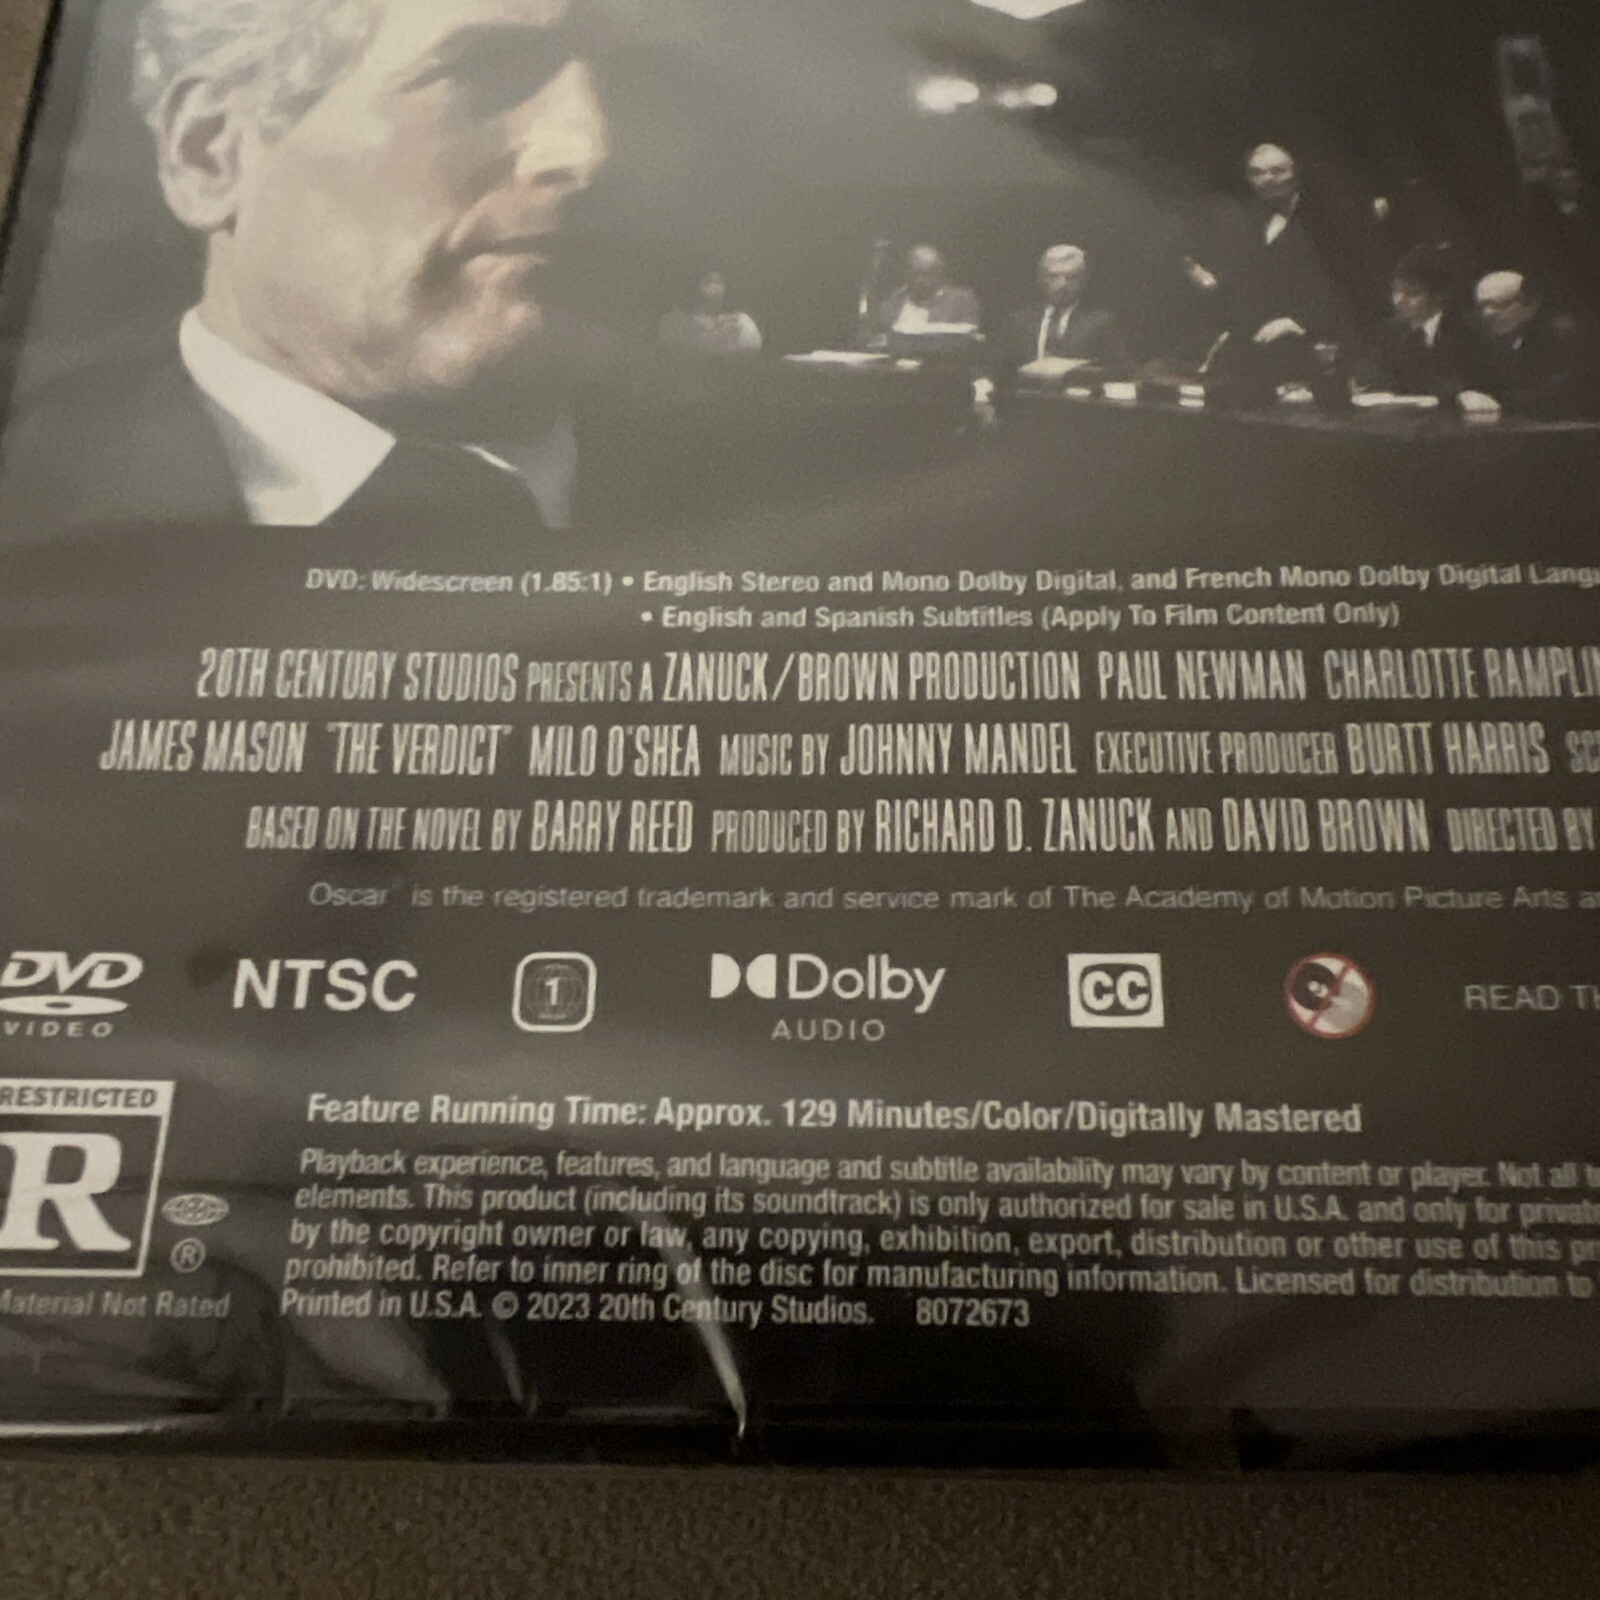 DVD: Widescreen (1.85:1) • English Stereo and Mono Dolby Digital, and French Mono Dolby Digital Langu
• English and Spanish Subtitles (Apply To Film Content Only)
20TH CENTURY STUDIOS PRESENTS A ZANUCK/BROWN PRODUCTION PAUL NEWMAN CHARLOTTE RAMPLIN
JAMES MASON "THE VERDICT" MILO O'SHEA MUSIC BY JOHNNY MANDEL EXECUTIVE PRODUCER BURTT HARRIS
BASED ON THE NOVEL BY BARRY REED PRODUCED BY RICHARD D. ZANUCK AND DAVID BROWN DIRECTED BY
Oscar is the registered trademark and service mark of The Academy of Motion Picture Arts a
DVD VIDEO NTSC 1 Dolby AUDIO CC READ TH
RESTRICTED
R
®
Material Not Rated
Feature Running Time: Approx. 129 Minutes/Color/Digitally Mastered
Playback experience, features, and language and subtitle availability may vary by content or player. Not all
elements. This product (including its soundtrack) is only authorized for sale in U.S.A. and only for private
by the copyright owner or law, any copying, exhibition, export, distribution or other use of this pr
prohibited. Refer to inner ring of the disc for manufacturing information. Licensed for distribution to
Printed in U.S.A. © 2023 20th Century Studios. 8072673